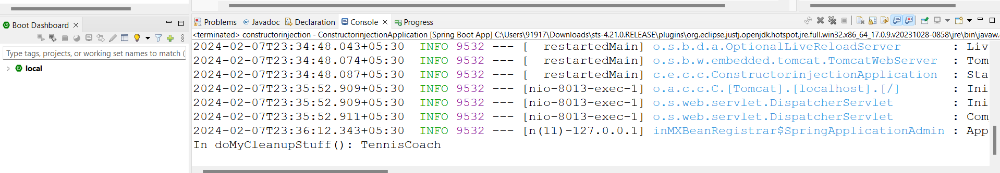 Boot Dashboard
Type tags, projects, or working set names to match (
local
Problems @ Javadoc Declaration Console Progress
<terminated> constructorinjection - ConstructorinjectionApplication [Spring Boot App] C:\Users\91917\Downloads\sts-4.21.0.RELEASE\plugins\org.eclipse.justj.openjdk.hotspot.jre.full.win32.x86_64_17.0.9.v20231028-0858\jre\bin\javaw.
2024-02-07T23:34:48.043+05:30 INFO 9532 --- [ restartedMain] o.s.b.d.a.OptionalLiveReloadServer : Liv
2024-02-07T23:34:48.074+05:30 INFO 9532 --- [ restartedMain] o.s.b.w.embedded.tomcat.TomcatWebServer : Tom
2024-02-07T23:34:48.087+05:30 INFO 9532 --- [ restartedMain] c.e.c.c.ConstructorinjectionApplication : Sta
2024-02-07T23:35:52.909+05:30 INFO 9532 --- [nio-8013-exec-1] o.a.c.c.C.[Tomcat].[localhost].[/] : Ini
2024-02-07T23:35:52.909+05:30 INFO 9532 --- [nio-8013-exec-1] o.s.web.servlet.DispatcherServlet : Ini
2024-02-07T23:35:52.911+05:30 INFO 9532 --- [nio-8013-exec-1] o.s.web.servlet.DispatcherServlet : Com
2024-02-07T23:36:12.343+05:30 INFO 9532 --- [n(11)-127.0.0.1] inMXBeanRegistrar$SpringApplicationAdmin : App
In doMyCleanupStuff(): TennisCoach